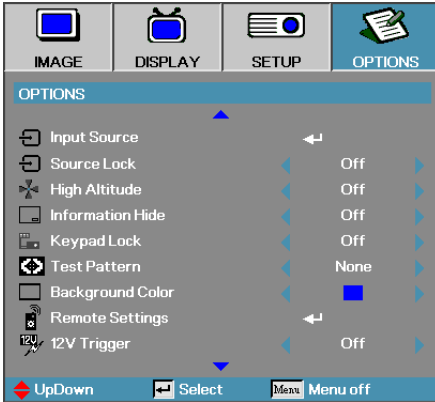 IMAGE DISPLAY SETUP OPTIONS
OPTIONS
Input Source
Source Lock Off
High Altitude Off
Information Hide Off
Keypad Lock Off
Test Pattern None
Background Color
Remote Settings
12V 12V Trigger Off
UpDown Select Menu Menu off